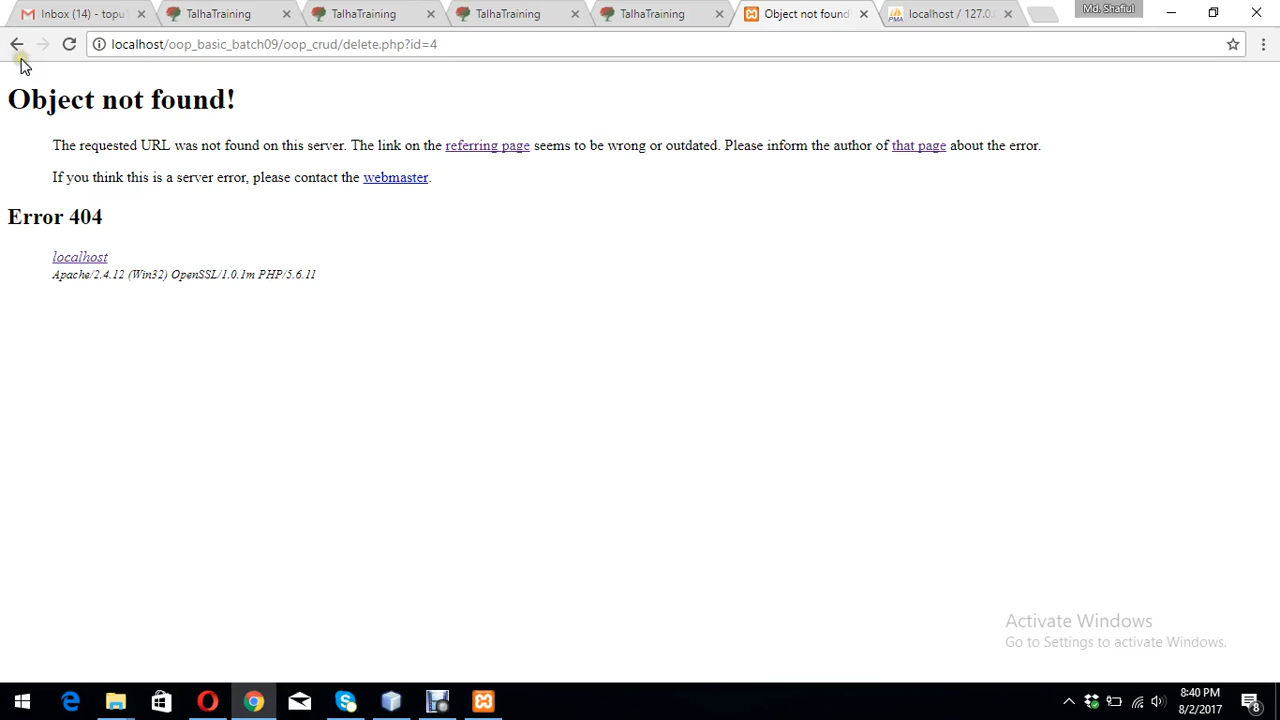 Inbox (14) - topu
TalhaTraining
TalhaTraining
TalhaTraining
TalhaTraining
Object not found!
localhost / 127.0.
Md, Shafiul
localhost/oop_basic_batch09/oop_crud/delete.php?id=4
Object not found!
The requested URL was not found on this server. The link on the referring page seems to be wrong or outdated. Please inform the author of that page about the error.
If you think this is a server error, please contact the webmaster.
Error 404
localhost
Apache/2.4.12 (Win32) OpenSSL/1.0.1m PHP/5.6.11
Activate Windows
Go to Settings to activate Windows.
8:40 PM
8/2/2017
8